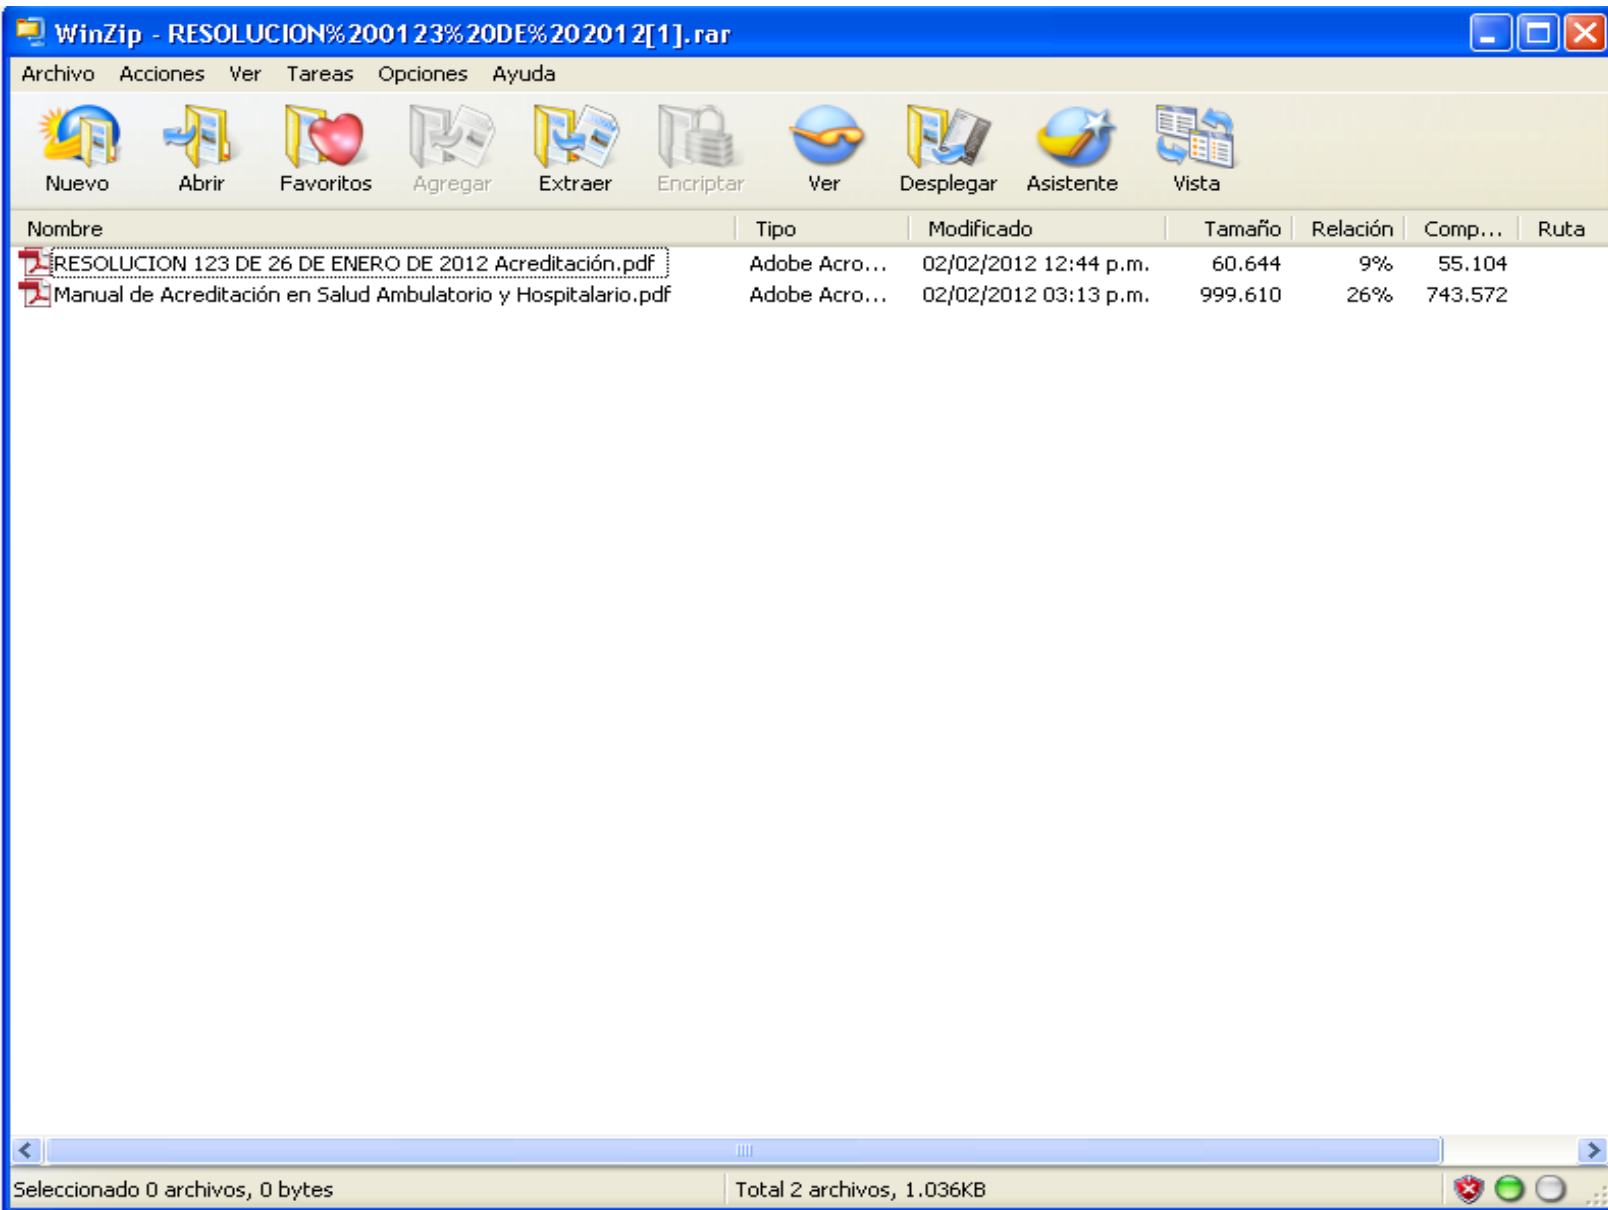 WinZip - RESOLUCION%200123%20DE%202012[1].rar
Archivo Acciones Ver Tareas Opciones Ayuda
Nuevo Abrir Favoritos Agregar Extraer Encriptar Ver Desplegar Asistente Vista
Nombre Tipo Modificado Tamaño Relación Comp... Ruta
RESOLUCION 123 DE 26 DE ENERO DE 2012 Acreditación.pdf Adobe Acro... 02/02/2012 12:44 p.m. 60.644 9% 55.104
Manual de Acreditación en Salud Ambulatorio y Hospitalario.pdf Adobe Acro... 02/02/2012 03:13 p.m. 999.610 26% 743.572
Seleccionado 0 archivos, 0 bytes Total 2 archivos, 1.036KB